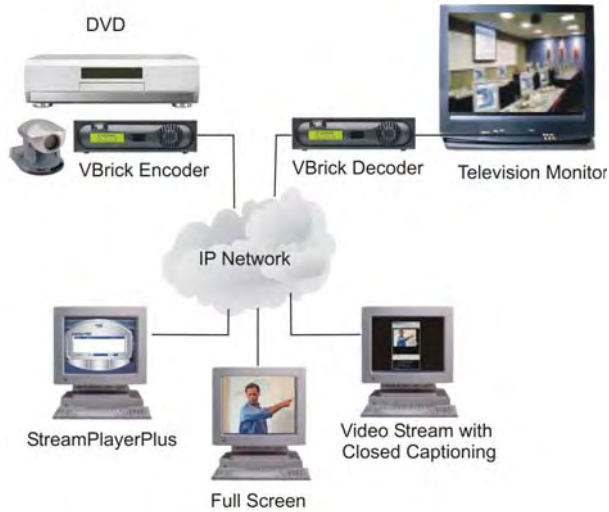 DVD
VBrick Encoder
VBrick Decoder
Television Monitor
IP Network
StreamPlayerPlus
Full Screen
Video Stream with
Closed Captioning